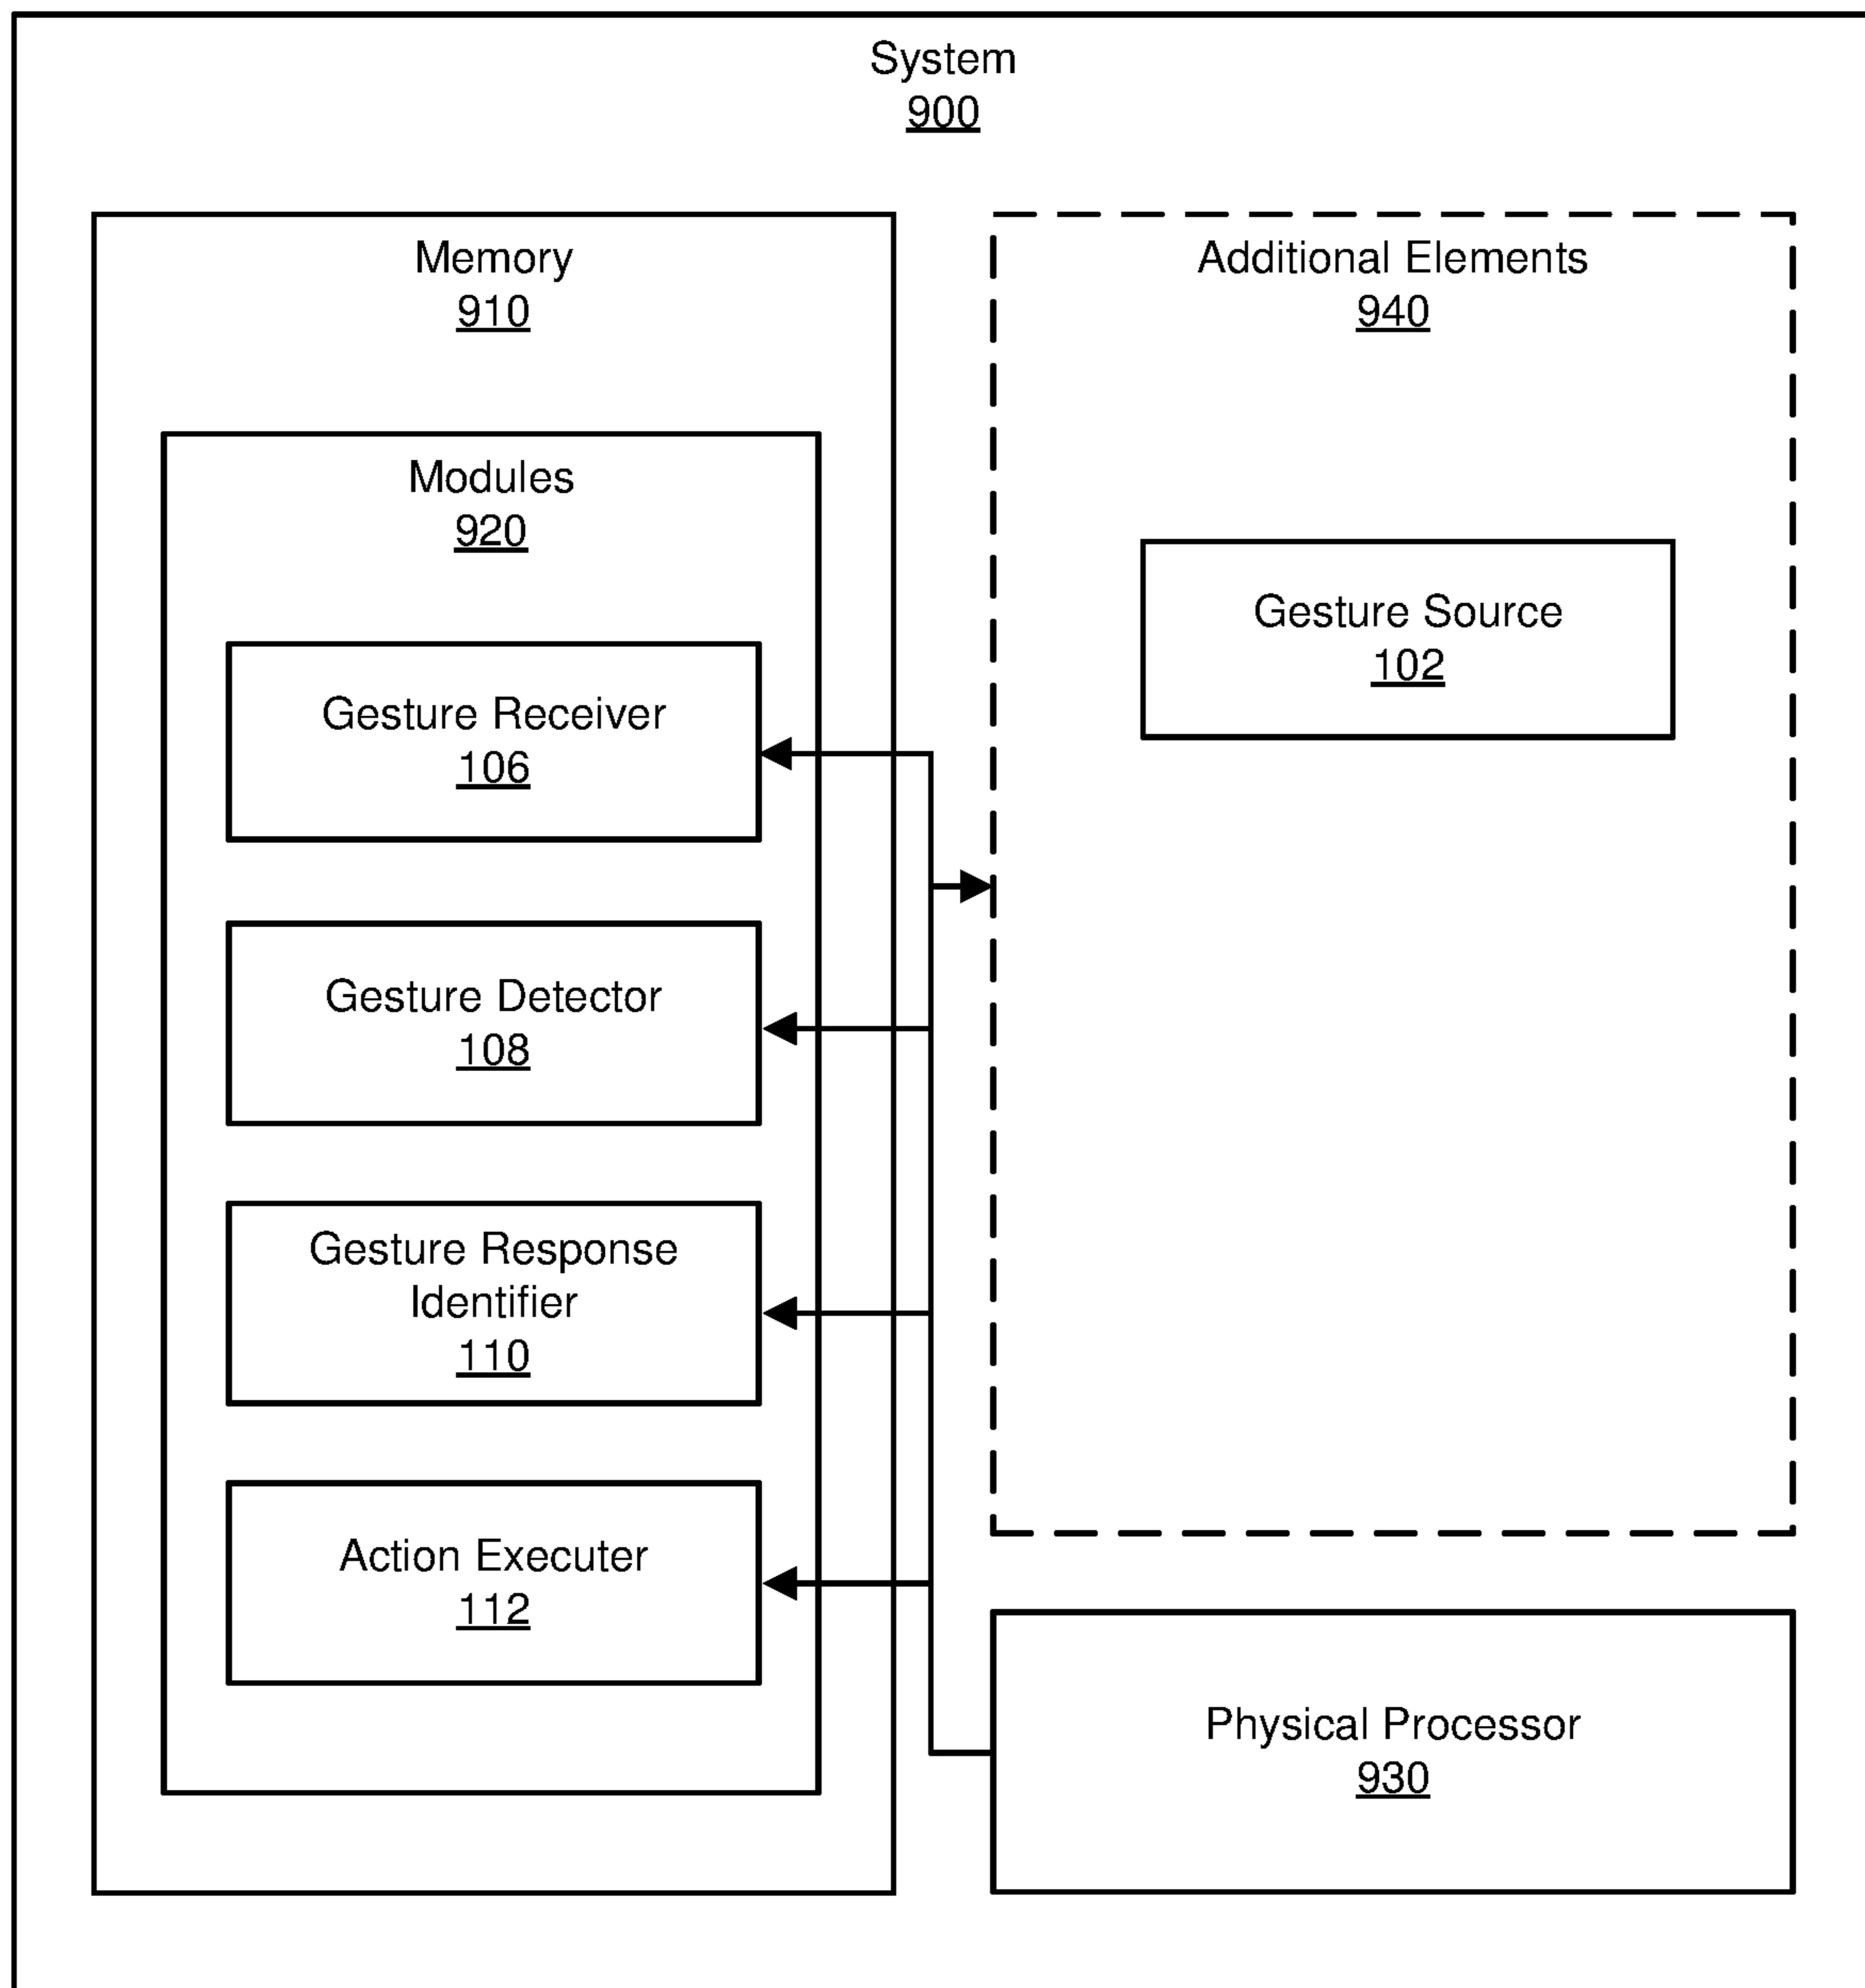 System
900
Memory
910
Modules
920
Gesture Receiver
106
Gesture Detector
108
Gesture Response
Identifier
110
Action Executer
112
Additional Elements
940
Gesture Source
102
Physical Processor
930